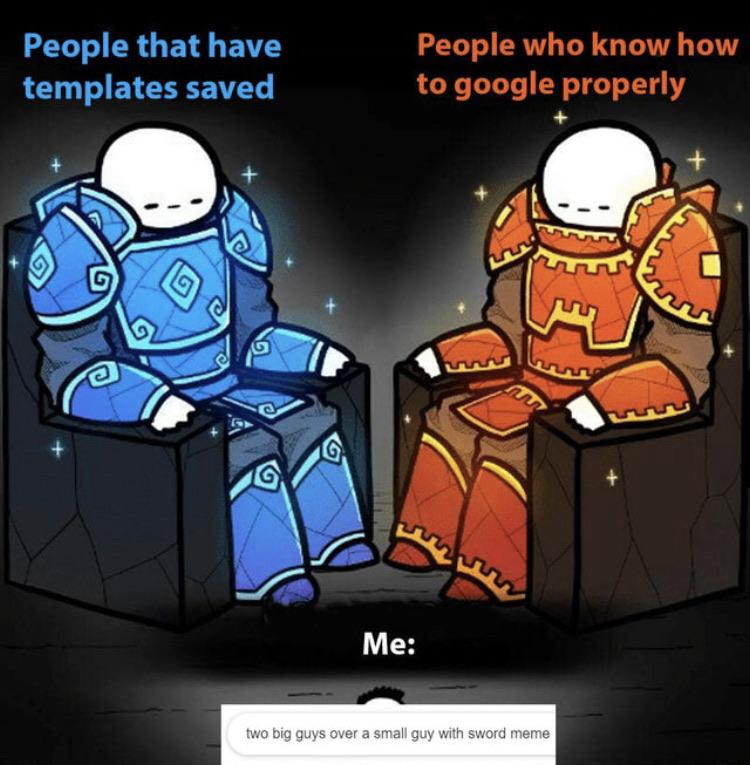 People that have
templates saved
People who know how
to google properly
Me:
two big guys over a small guy with sword meme